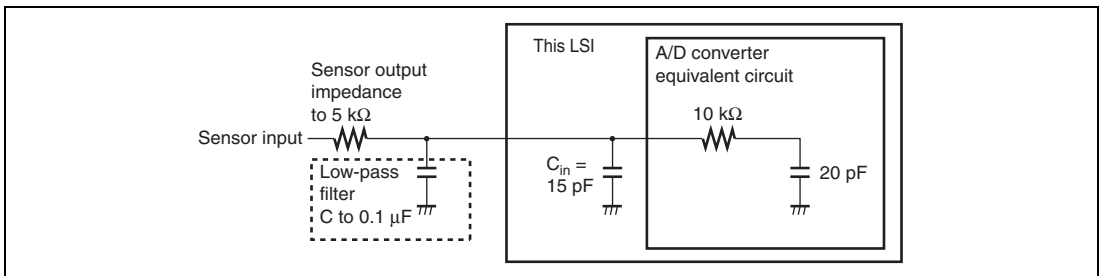 This LSI
A/D converter
equivalent circuit
Sensor output
impedance
to 5 kΩ
10 kΩ
Sensor input
Low-pass
filter
C to 0.1 μF
Cin =
15 pF
20 pF